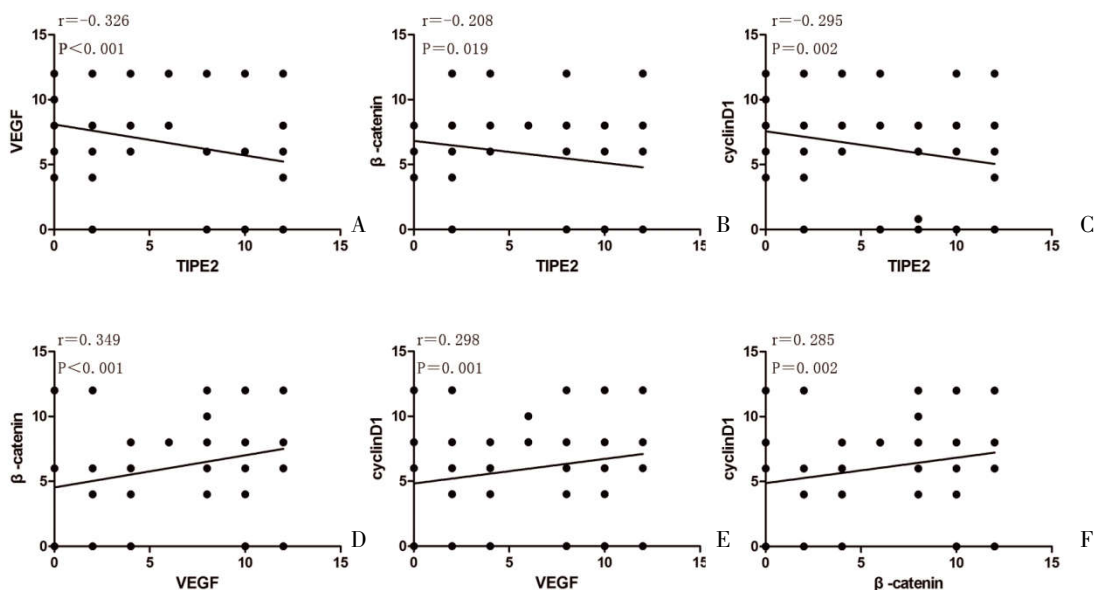 r=-0.326
P<0.001
15
10
5
0
VEGF
0
5
10
15
TIPE2
A
r=-0.208
P=0.019
15
10
5
0
β-catenin
0
5
10
15
TIPE2
B
r=-0.295
P=0.002
15
10
5
0
cyclinD1
0
5
10
15
TIPE2
C
r=0.349
P<0.001
15
10
5
0
β-catenin
0
5
10
15
VEGF
D
r=0.298
P=0.001
15
10
5
0
cyclinD1
0
5
10
15
VEGF
E
r=0.285
P=0.002
15
10
5
0
cyclinD1
0
5
10
15
β-catenin
F